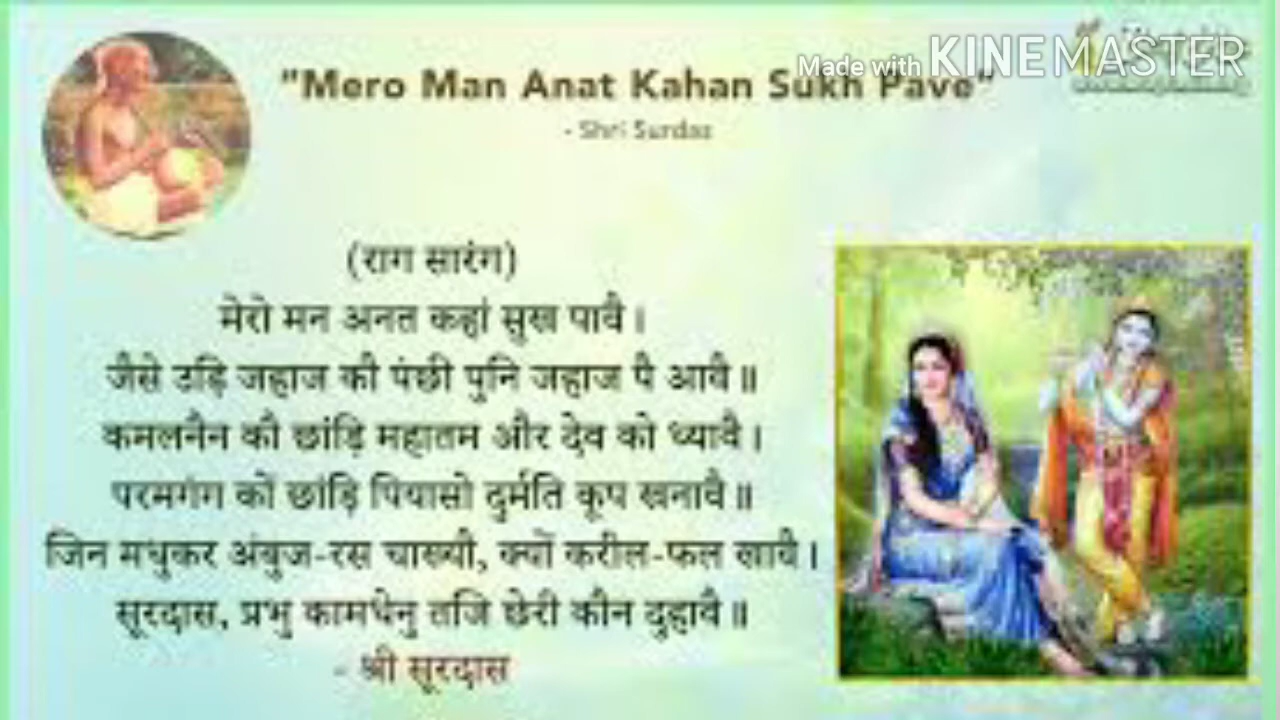 "Mero Man Anat Kahan Sukh Pave"
Made with KINEMASTER
- Shri Surdas
(राग सारंग)
मेरो मन अनत कहां सुख पावै।
जैसे उड़ि जहाज की पंछी पुनि जहाज पै आवै॥
कमलनैन कौ छांड़ि महातम और देव को ध्यावै।
परमगंग कों छांड़ि पियासो दुर्मति कूप खनावै॥
जिन मधुकर अंबुज-रस चाख्यौ, क्यों करील-फल खावै।
सूरदास, प्रभु कामधेनु तजि छेरी कौन दुहावै॥
- श्री सूरदास